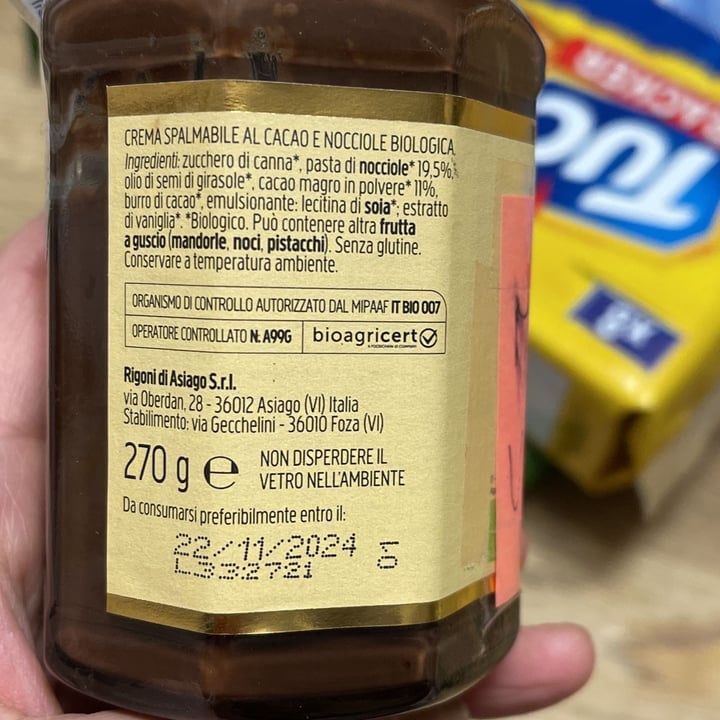 CREMA SPALMABILE AL CACAO E NOCCIOLE BIOLOGICA.
Ingredienti: zucchero di canna*, pasta di nocciole* 19,5%,
olio di semi di girasole*, cacao magro in polvere* 11%,
burro di cacao*, emulsionante: lecitina di soia*; estratto
di vaniglia*. *Biologico. Può contenere altra frutta
a guscio (mandorle, noci, pistacchi). Senza glutine.
Conservare a temperatura ambiente.
ORGANISMO DI CONTROLLO AUTORIZZATO DAL MIPAAF IT BIO 007
OPERATORE CONTROLLATO N: A99G
bioagricert
Rigoni di Asiago S.r.l.
via Oberdan, 28 - 36012 Asiago (VI) Italia
Stabilimento: via Gecchelini - 36010 Foza (VI)
270 g e
NON DISPERDERE IL
VETRO NELL'AMBIENTE
Da consumarsi preferibilmente entro il:
22/11/2024
L332721
01
TUC
CRACKER
8X